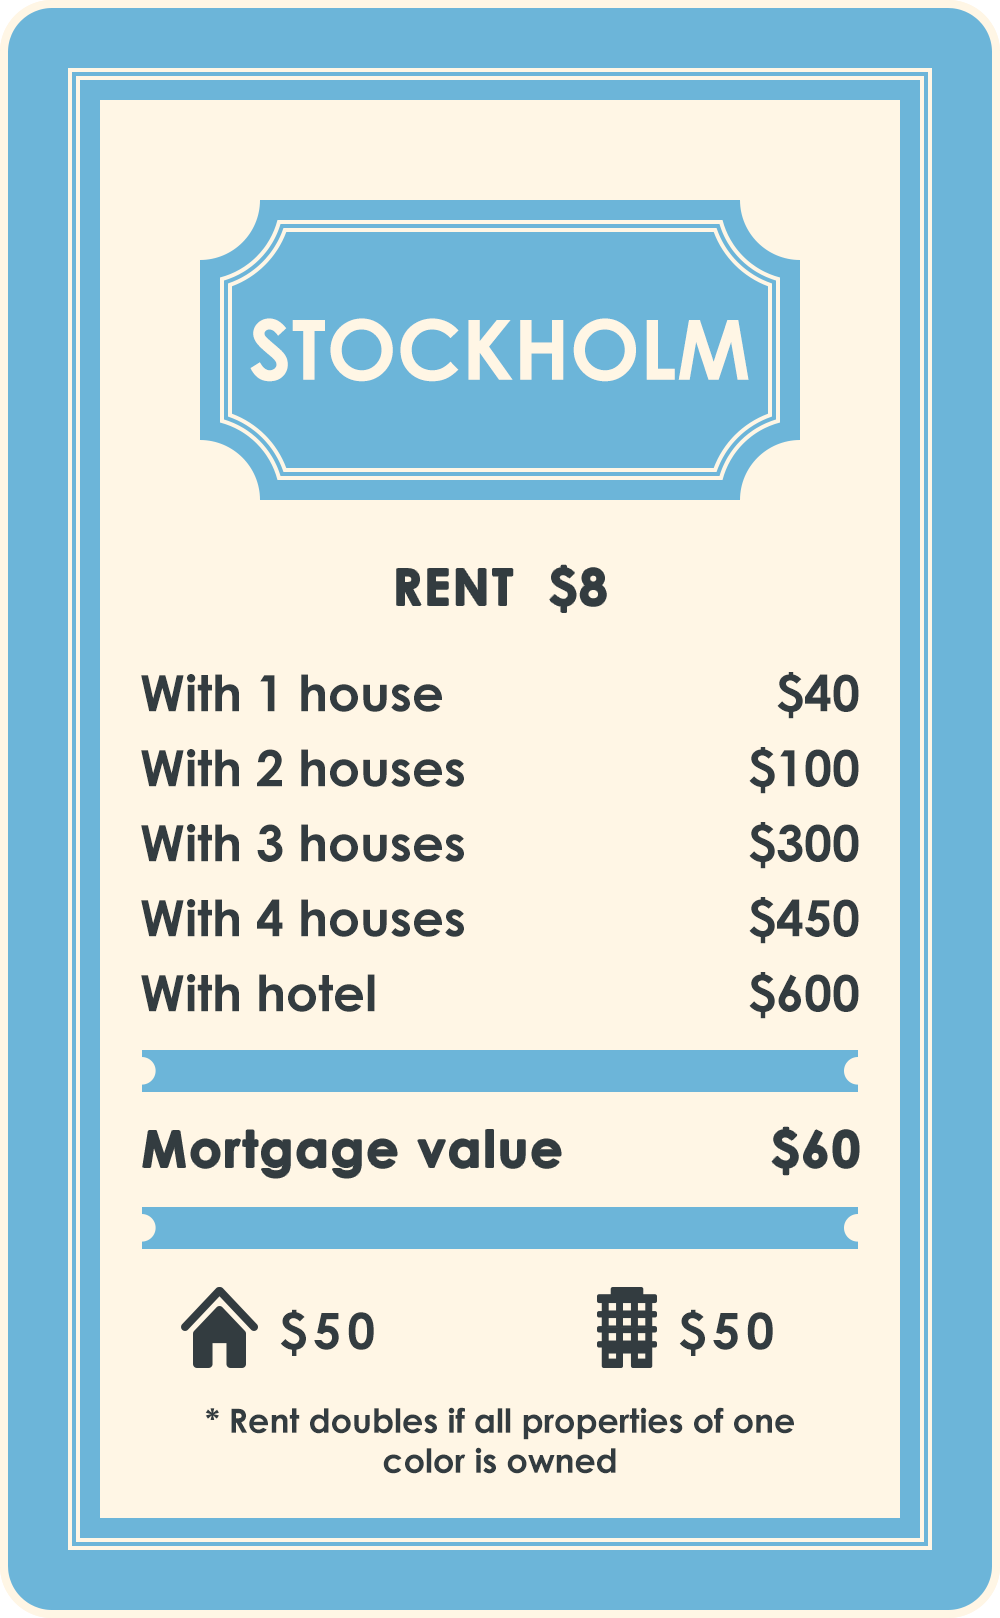 STOCKHOLM
RENT $8
With 1 house $40
With 2 houses $100
With 3 houses $300
With 4 houses $450
With hotel $600
Mortgage value $60
$50 $50
* Rent doubles if all properties of one
color is owned